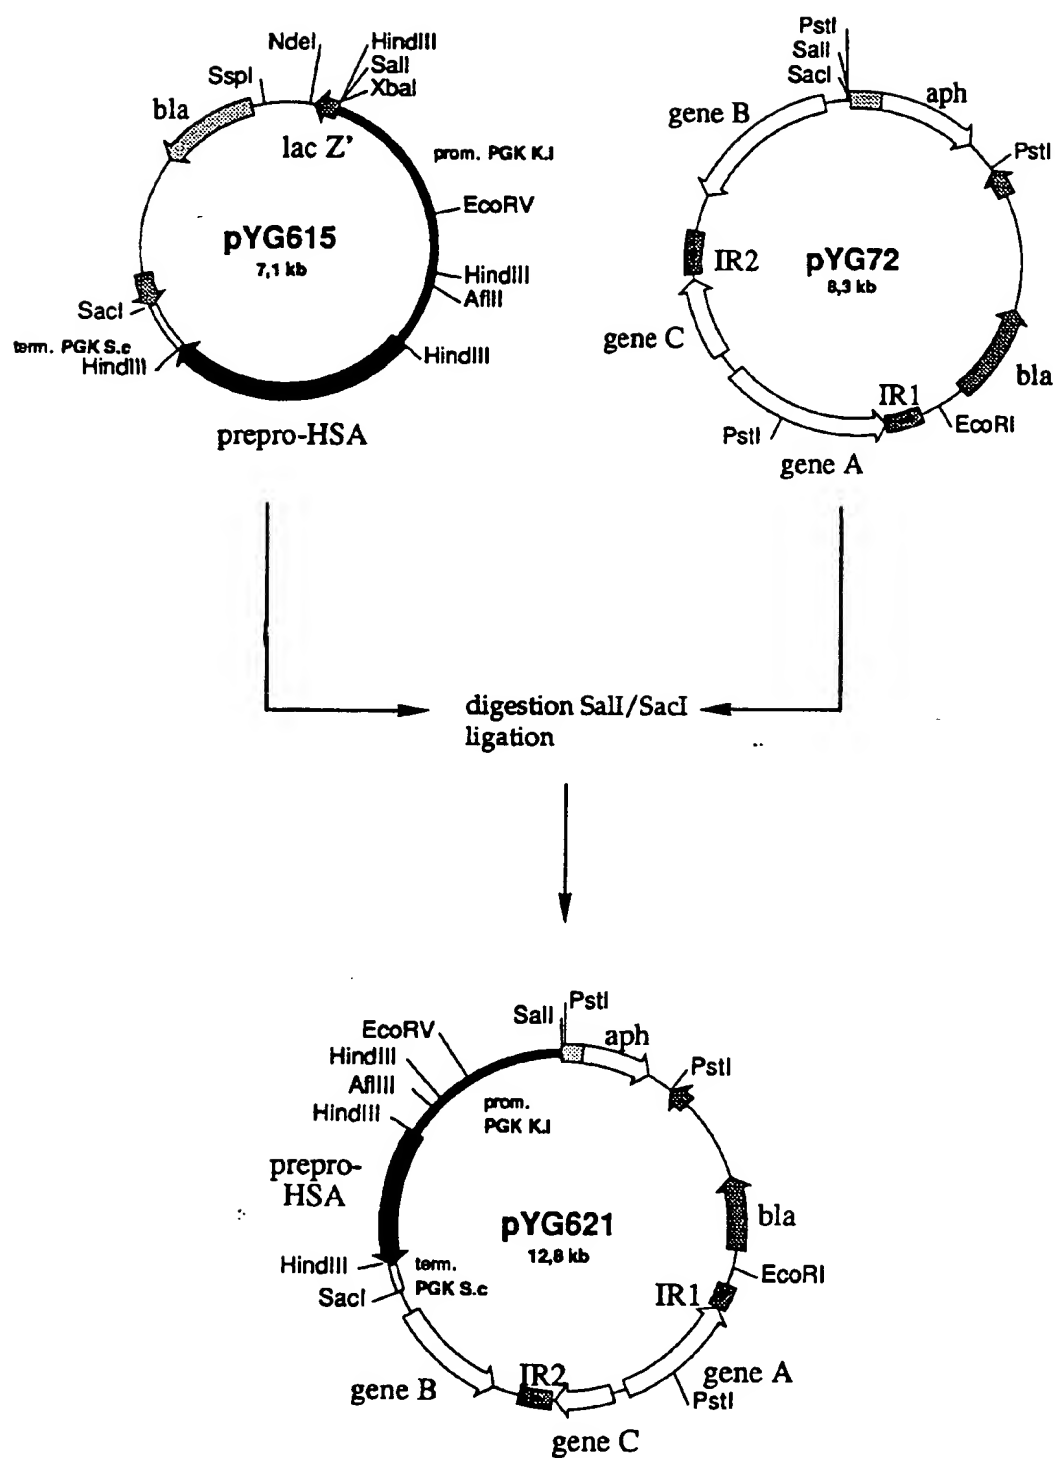 NdeI
HindIII
SalI
XbaI
SspI
bla
lac Z'
prom. PGK K.l
EcoRV
pYG615
7,1 kb
HindIII
AflII
SacI
term. PGK S.c
HindIII
HindIII
prepro-HSA
PstI
SalI
SacI
aph
gene B
PstI
IR2
pYG72
8,3 kb
gene C
bla
IR1
EcoRI
PstI
gene A
digestion SalI/SacI
ligation
PstI
SalI
aph
EcoRV
HindIII
AflIII
HindIII
PstI
prom.
PGK K.l
prepro-
HSA
bla
pYG621
12,8 kb
HindIII
term.
PGK S.c
SacI
EcoRI
IR1
IR2
gene B
gene A
PstI
gene C